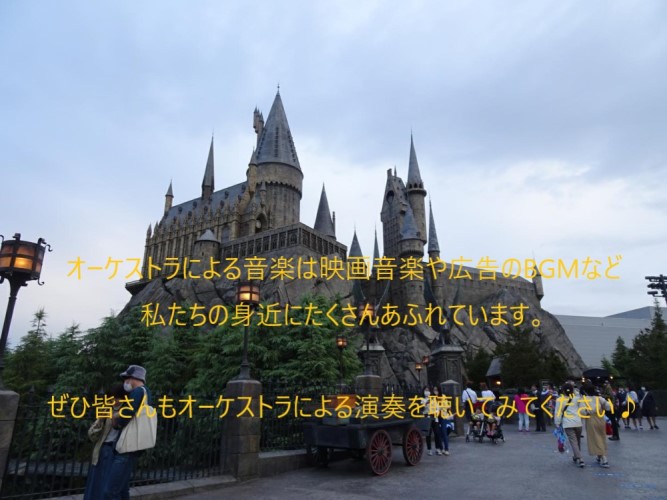 オーケストラによる音楽は映画音楽や広告のBGMなど
私たちの身近にたくさんあふれています。
ぜひ皆さんもオーケストラによる演奏を聴いてみてください♪